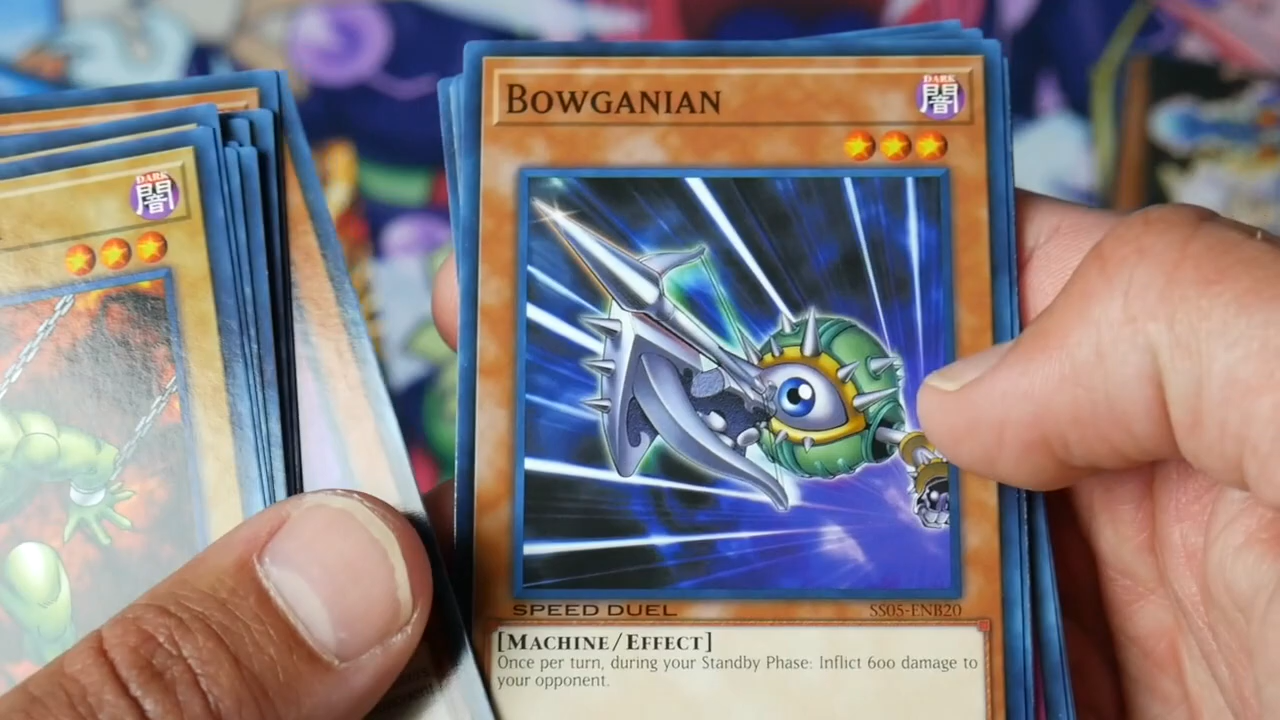 DARK
闇
BOWGANIAN
DARK
闇
SPEED DUEL
SS05-ENB20
[MACHINE/EFFECT]
Once per turn, during your Standby Phase: Inflict 600 damage to
your opponent.